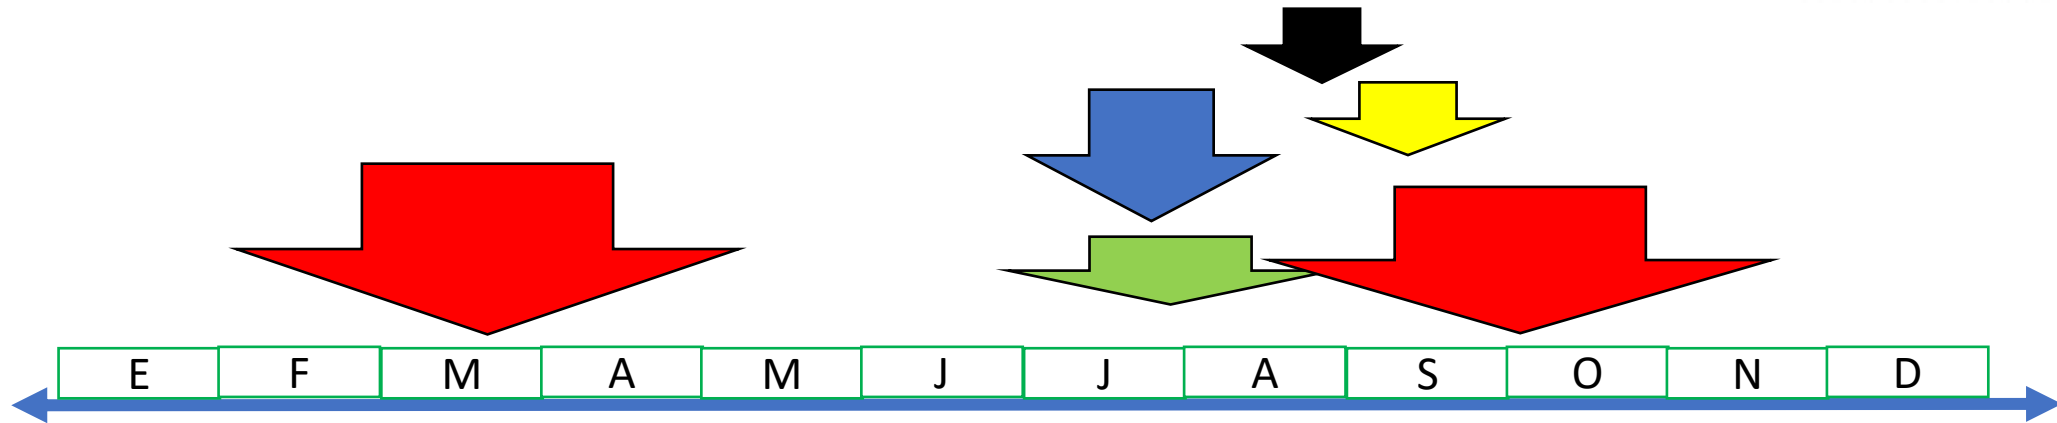 E F M A M J J A S O N D